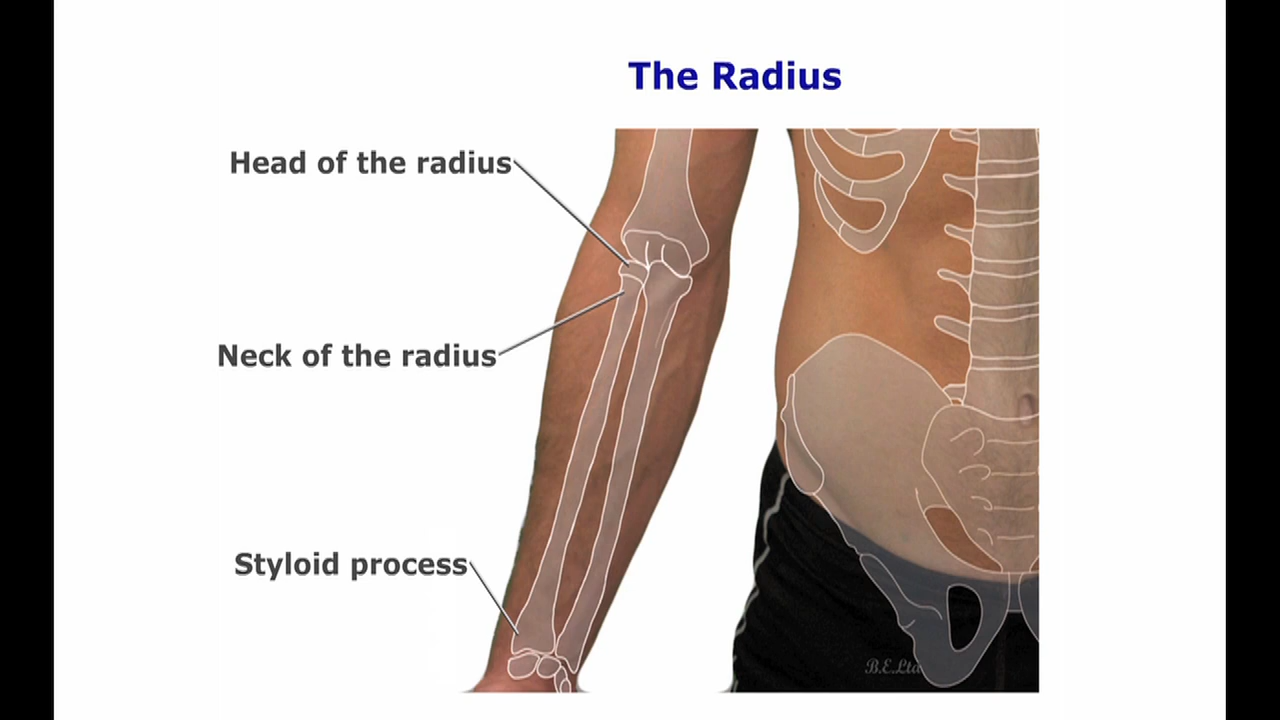 The Radius
Head of the radius
Neck of the radius
Styloid process
B.E.Ltd